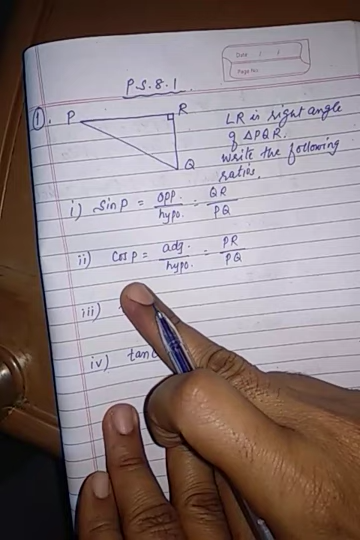 Date / /
Page No.
P.S. 8.1
1. P R Q
∠R is right angle
of △PQR.
Write the following
ratios.
i) Sin P = opp./hypo. = QR/PQ
ii) Cos P = adj./hypo. = PR/PQ
iii)
iv) tan